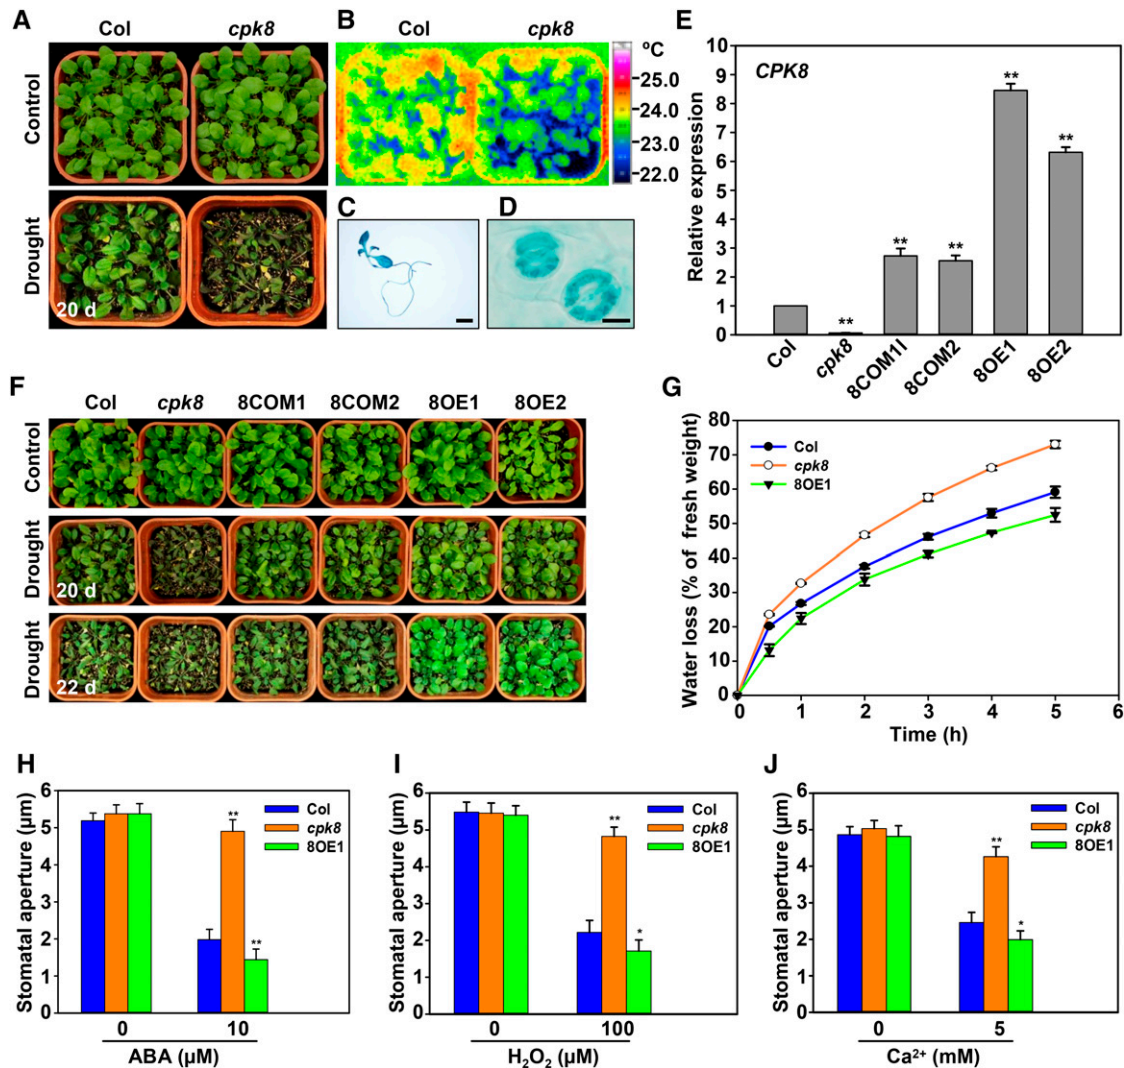 A
Col
cpk8
Control
Drought
20 d
B
Col
cpk8
ºC
25.0
24.0
23.0
22.0
C
D
E
CPK8
Relative expression
10
9
8
7
6
5
4
3
2
1
0
**
**
**
**
**
Col
cpk8
8COM1l
8COM2
8OE1
8OE2
F
Col
cpk8
8COM1
8COM2
8OE1
8OE2
Control
Drought
20 d
Drought
22 d
G
Water loss (% of fresh weight)
80
70
60
50
40
30
20
10
0
Col
cpk8
8OE1
0 1 2 3 4 5 6
Time (h)
H
Stomatal aperture (µm)
6
5
4
3
2
1
0
Col
cpk8
8OE1
**
**
0 10
ABA (µM)
I
Stomatal aperture (µm)
6
5
4
3
2
1
0
Col
cpk8
8OE1
**
*
0 100
H₂O₂ (µM)
J
Stomatal aperture (µm)
6
5
4
3
2
1
0
Col
cpk8
8OE1
**
*
0 5
Ca²⁺ (mM)